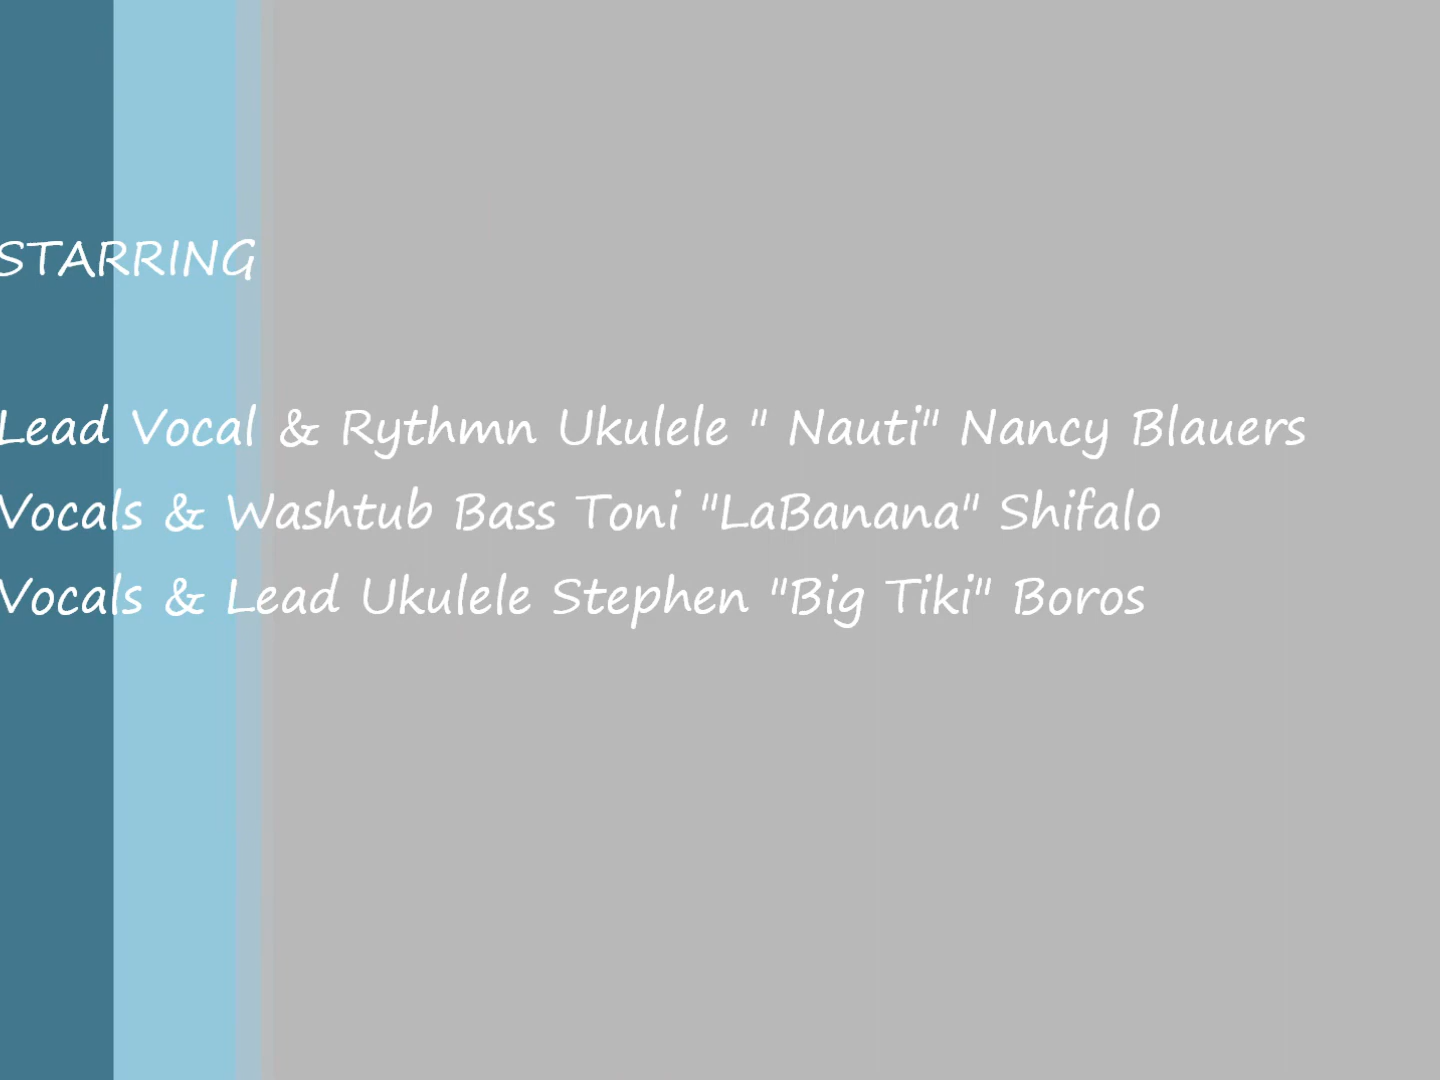 STARRING
Lead Vocal & Rythmn Ukulele " Nauti" Nancy Blauers
Vocals & Washtub Bass Toni "LaBanana" Shifalo
Vocals & Lead Ukulele Stephen "Big Tiki" Boros